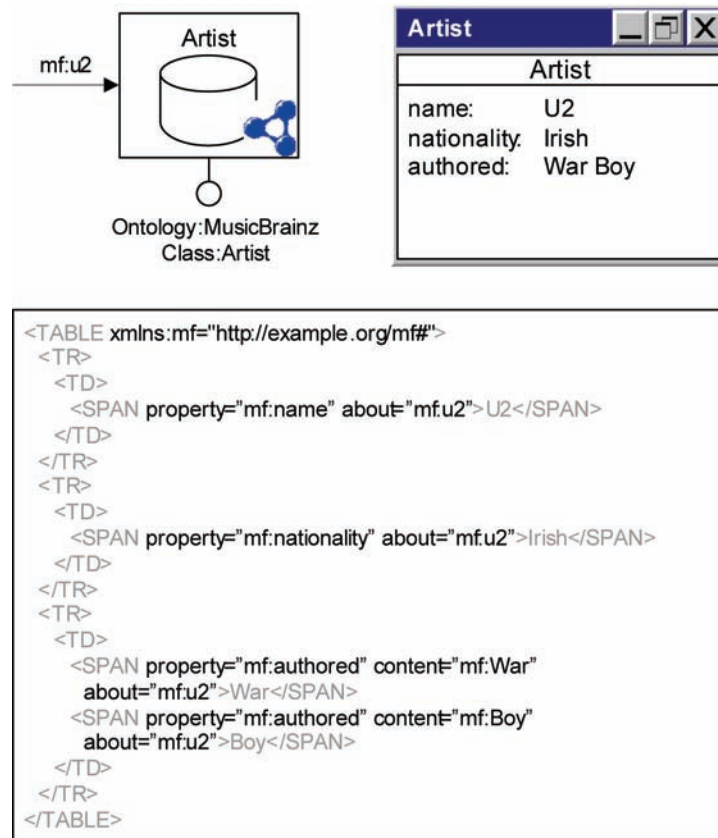 Artist
mf:u2
Ontology:MusicBrainz
Class:Artist
Artist
Artist
name: U2
nationality: Irish
authored: War Boy
<TABLE xmlns:mf="http://example.org/mf#">
<TR>
<TD>
<SPAN property="mf:name" about="mf:u2">U2</SPAN>
</TD>
</TR>
<TR>
<TD>
<SPAN property="mf:nationality" about="mf:u2">Irish</SPAN>
</TD>
</TR>
<TR>
<TD>
<SPAN property="mf:authored" content="mf:War"
about="mf:u2">War</SPAN>
<SPAN property="mf:authored" content="mf:Boy"
about="mf:u2">Boy</SPAN>
</TD>
</TR>
</TABLE>